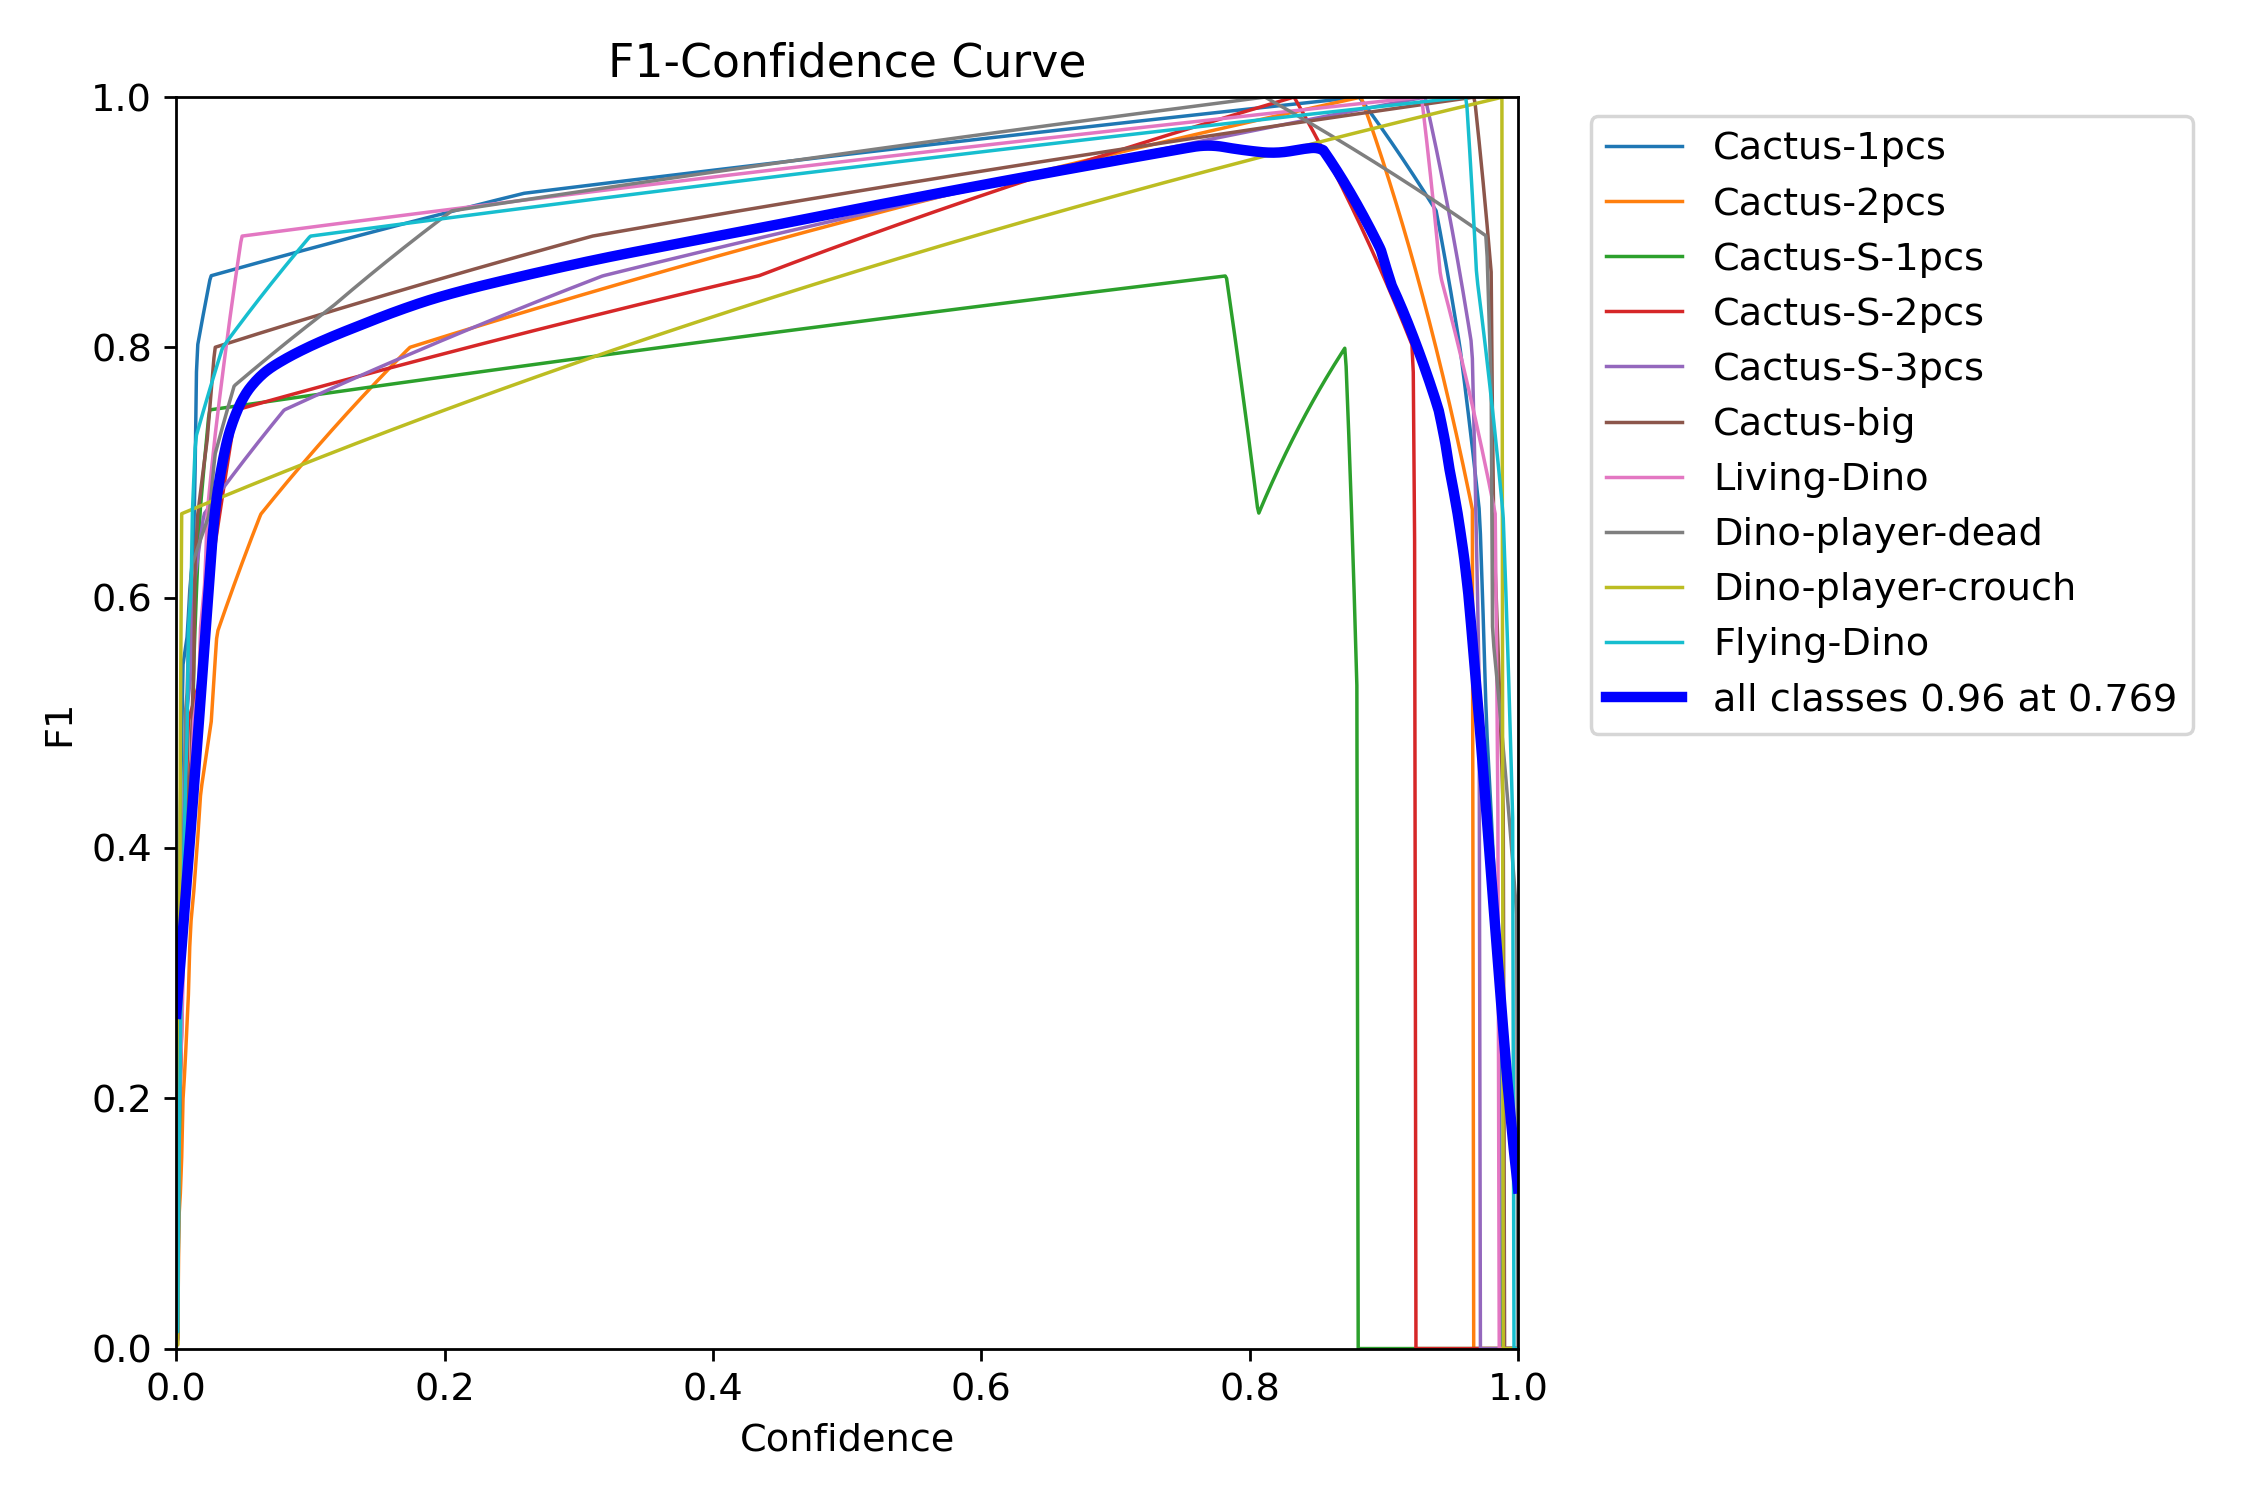 F1-Confidence Curve
1.0
0.8
0.6
0.4
0.2
0.0
F1
0.0 0.2 0.4 0.6 0.8 1.0
Confidence
Cactus-1pcs
Cactus-2pcs
Cactus-S-1pcs
Cactus-S-2pcs
Cactus-S-3pcs
Cactus-big
Living-Dino
Dino-player-dead
Dino-player-crouch
Flying-Dino
all classes 0.96 at 0.769